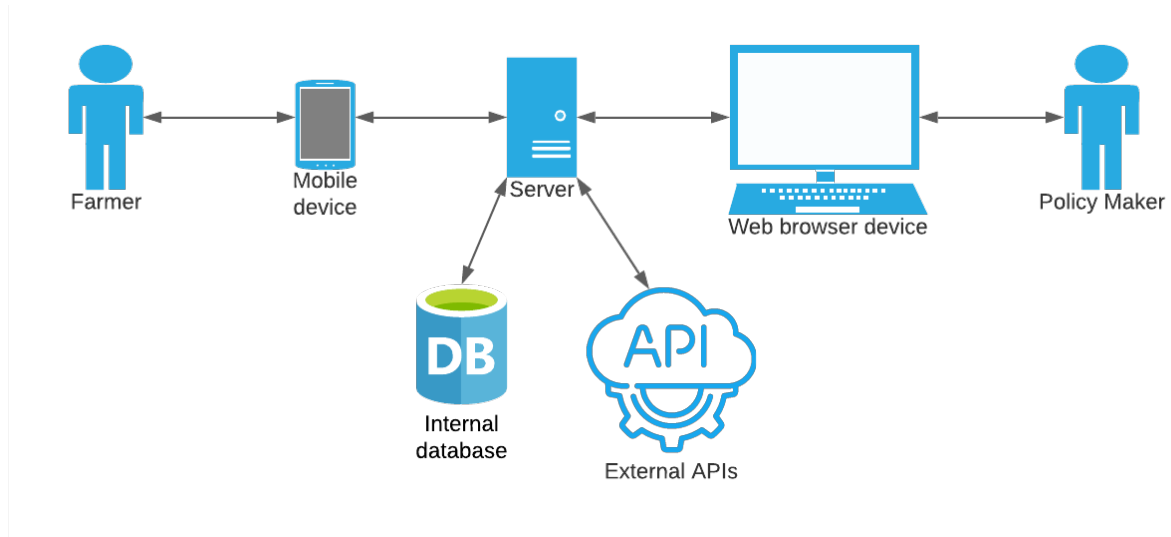 Farmer
Mobile
device
Server
Web browser device
Policy Maker
DB
Internal
database
API
External APIs